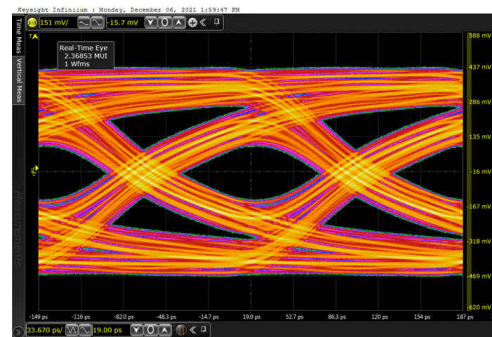 Keysight Infiniium : Monday, December 06, 2021 1:59:47 PM
151 mV/
-15.7 mV
Time Meas
Vertical Meas
Measurements
Real-Time Eye
2.36853 MUI
1 Wfms
588 mV
437 mV
286 mV
135 mV
-16 mV
-167 mV
-318 mV
-469 mV
-620 mV
-149 ps
-116 ps
-82.0 ps
-48.3 ps
-14.7 ps
19.0 ps
52.7 ps
86.3 ps
120 ps
154 ps
187 ps
33.670 ps/
19.00 ps